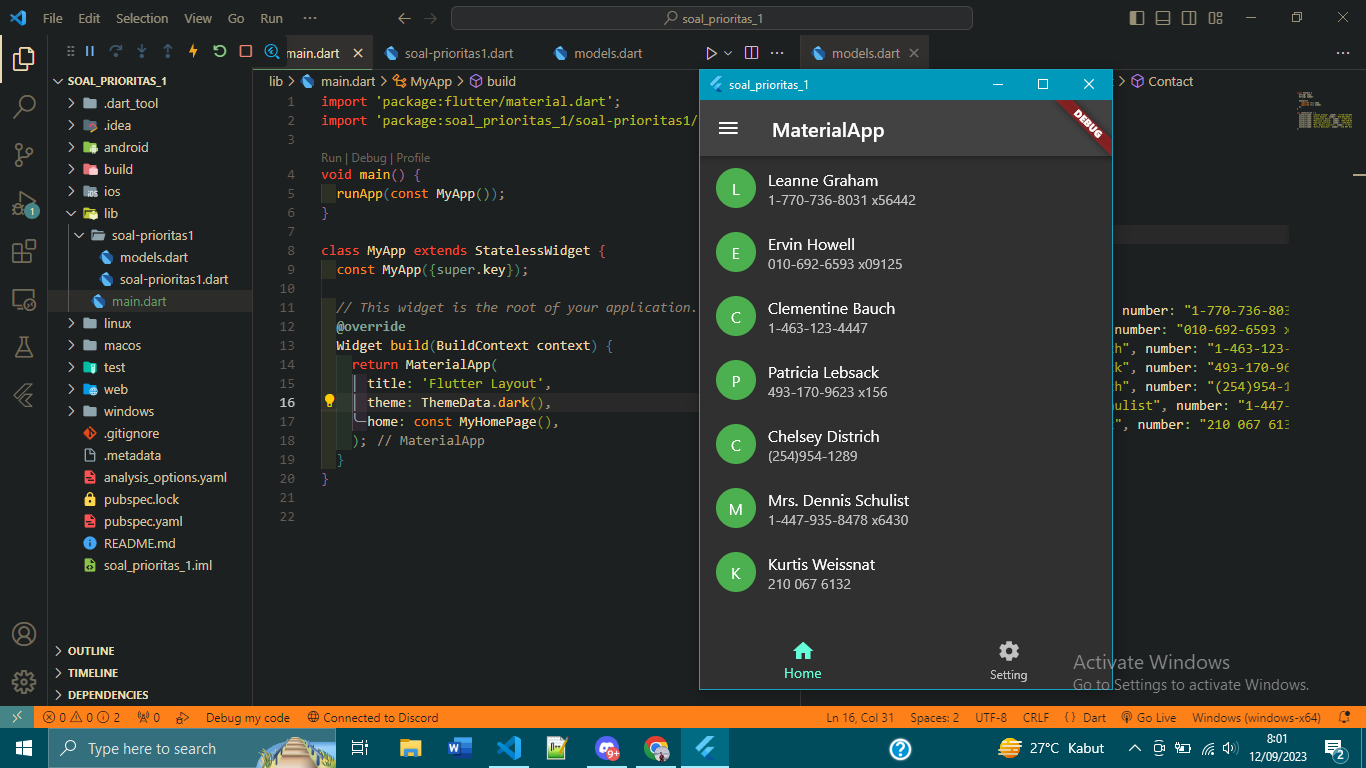 File Edit Selection View Go Run ··· soal_prioritas_1
main.dart soal-prioritas1.dart models.dart models.dart
SOAL_PRIORITAS_1
.dart_tool
.idea
android
build
ios
lib
soal-prioritas1
models.dart
soal-prioritas1.dart
main.dart
linux
macos
test
web
windows
.gitignore
.metadata
analysis_options.yaml
pubspec.lock
pubspec.yaml
README.md
soal_prioritas_1.iml
OUTLINE
TIMELINE
DEPENDENCIES
1
lib > main.dart > MyApp > build
1 import 'package:flutter/material.dart';
2 import 'package:soal_prioritas_1/soal-prioritas1/
3
Run | Debug | Profile
4 void main() {
5 runApp(const MyApp());
6 }
7
8 class MyApp extends StatelessWidget {
9 const MyApp({super.key});
10
11 // This widget is the root of your application.
12 @override
13 Widget build(BuildContext context) {
14 return MaterialApp(
15 title: 'Flutter Layout',
16 theme: ThemeData.dark(),
17 home: const MyHomePage(),
18 ); // MaterialApp
19 }
20 }
21
22
soal_prioritas_1
MaterialApp
DEBUG
L
Leanne Graham
1-770-736-8031 x56442
E
Ervin Howell
010-692-6593 x09125
C
Clementine Bauch
1-463-123-4447
P
Patricia Lebsack
493-170-9623 x156
C
Chelsey Districh
(254)954-1289
M
Mrs. Dennis Schulist
1-447-935-8478 x6430
K
Kurtis Weissnat
210 067 6132
Home Setting
> Contact
number: "1-770-736-803
number: "010-692-6593 x
h", number: "1-463-123-
k", number: "493-170-96
h", number: "(254)954-1
ulist", number: "1-447-
", number: "210 067 613
Activate Windows
Go to Settings to activate Windows.
0 0 2 0 Debug my code Connected to Discord Ln 16, Col 31 Spaces: 2 UTF-8 CRLF {} Dart Go Live Windows (windows-x64)
Type here to search 9+ 27°C Kabut 8:01
12/09/2023 2